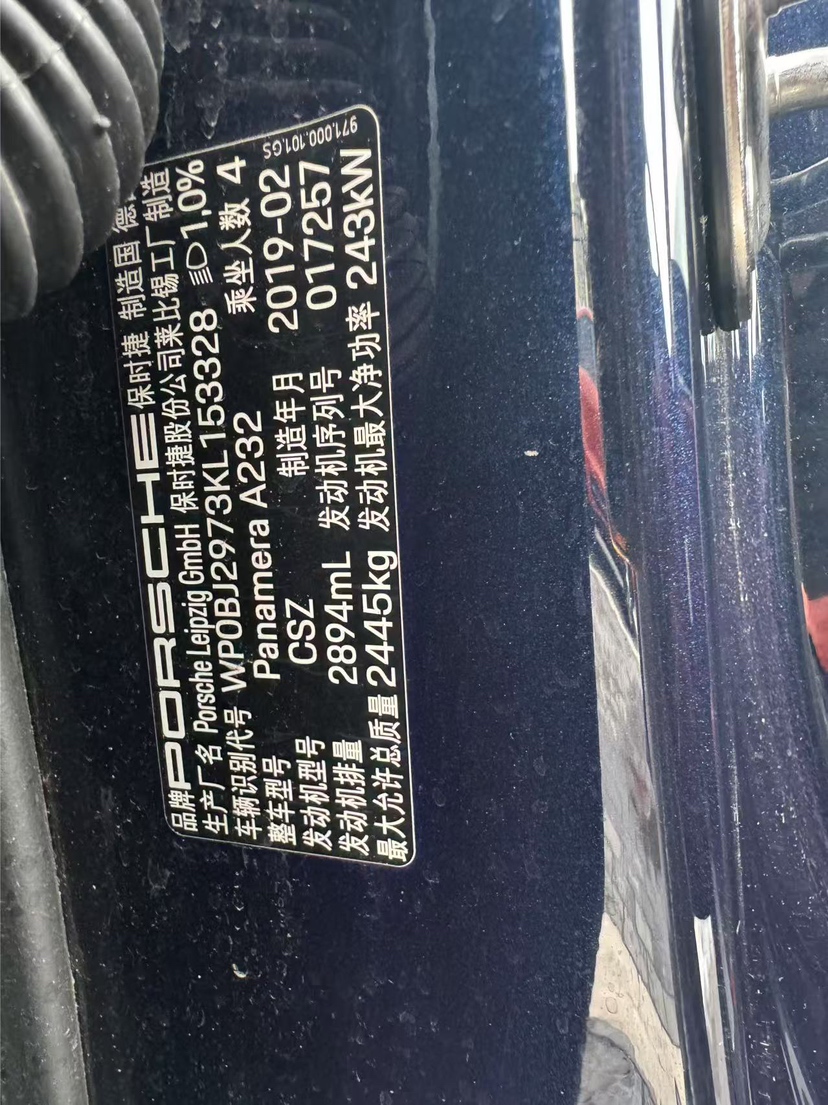 971.000.101.GS
品牌 PORSCHE 保时捷 制造国 德
生产厂名 Porsche Leipzig GmbH 保时捷股份公司莱比锡工厂制造
车辆识别代号 WP0BJ2973KL153328 1,0%
整车型号 Panamera A232 乘坐人数 4
发动机型号 CSZ 制造年月 2019-02
发动机排量 2894mL 发动机序列号 017257
最大允许总质量 2445kg 发动机最大净功率 243kW